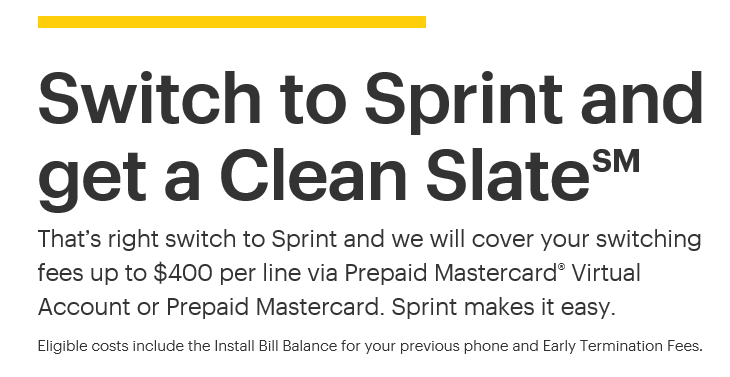 Switch to Sprint and
get a Clean Slate℠
That’s right switch to Sprint and we will cover your switching
fees up to $400 per line via Prepaid Mastercard® Virtual
Account or Prepaid Mastercard. Sprint makes it easy.
Eligible costs include the Install Bill Balance for your previous phone and Early Termination Fees.